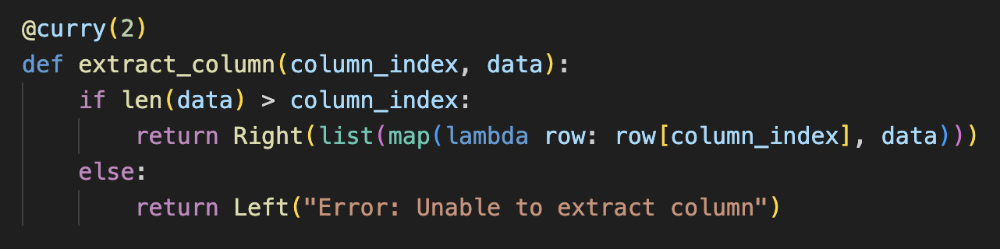 @curry(2)
def extract_column(column_index, data):
    if len(data) > column_index:
        return Right(list(map(lambda row: row[column_index], data)))
    else:
        return Left("Error: Unable to extract column")